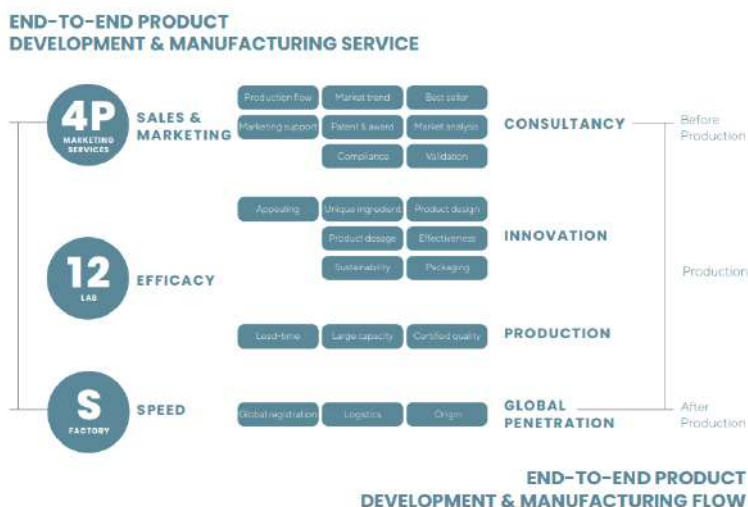 END-TO-END PRODUCT
DEVELOPMENT & MANUFACTURING SERVICE
4P
MARKETING
SERVICES
SALES &
MARKETING
Production flow
Market trend
Best seller
Marketing support
Patent & award
Market analysis
Compliance
Validation
CONSULTANCY
Before
Production
Appealing
Unique ingredient
Product design
Product dosage
Effectiveness
Sustainability
Packaging
INNOVATION
12
LAB
EFFICACY
Production
Lead-time
Large capacity
Certified quality
PRODUCTION
S
FACTORY
SPEED
Global registration
Logistics
Origin
GLOBAL
PENETRATION
After
Production
END-TO-END PRODUCT
DEVELOPMENT & MANUFACTURING FLOW